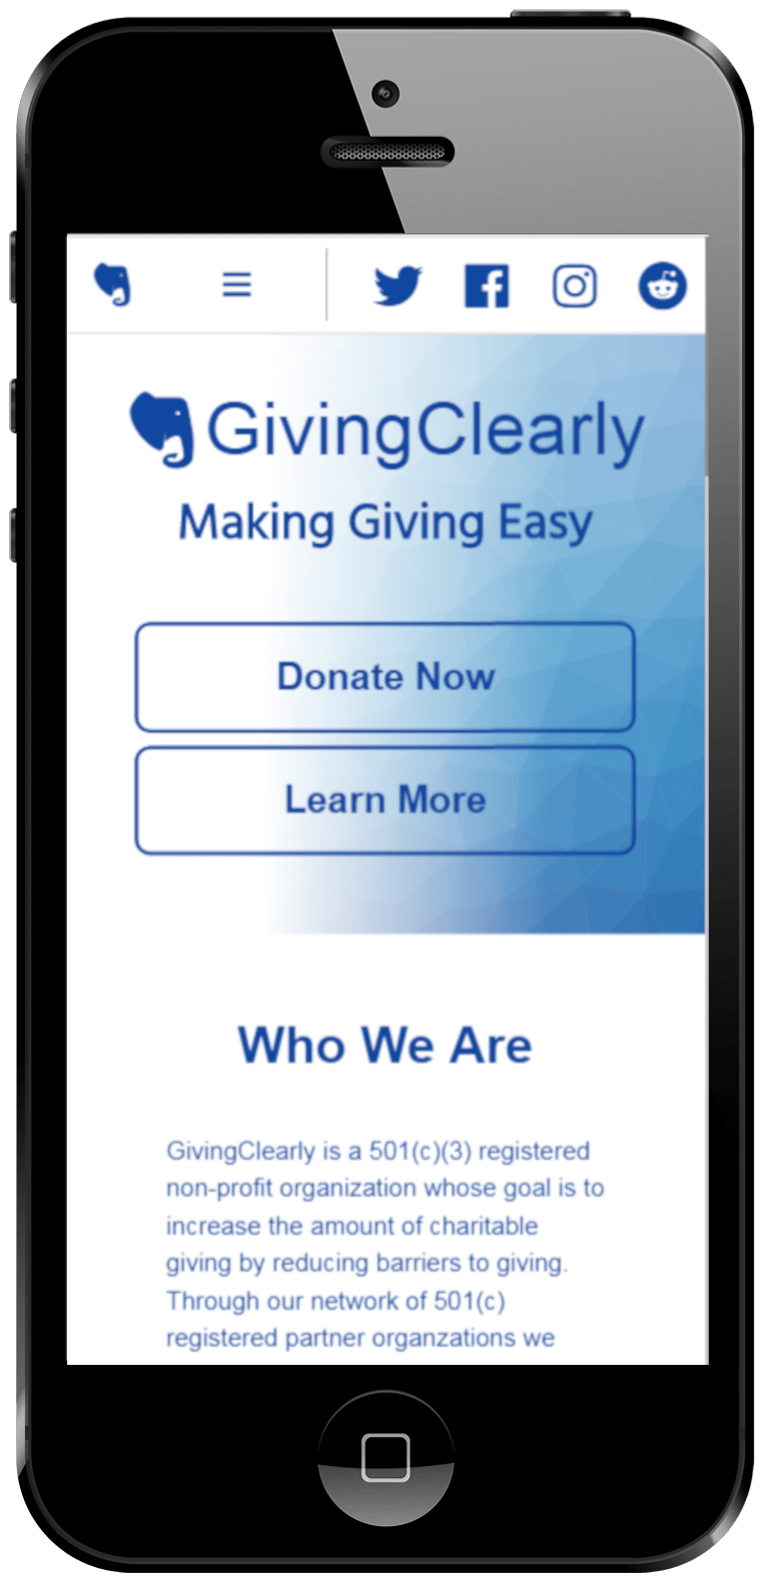 GivingClearly
Making Giving Easy
Donate Now
Learn More
Who We Are
GivingClearly is a 501(c)(3) registered
non-profit organization whose goal is to
increase the amount of charitable
giving by reducing barriers to giving.
Through our network of 501(c)
registered partner organzations we